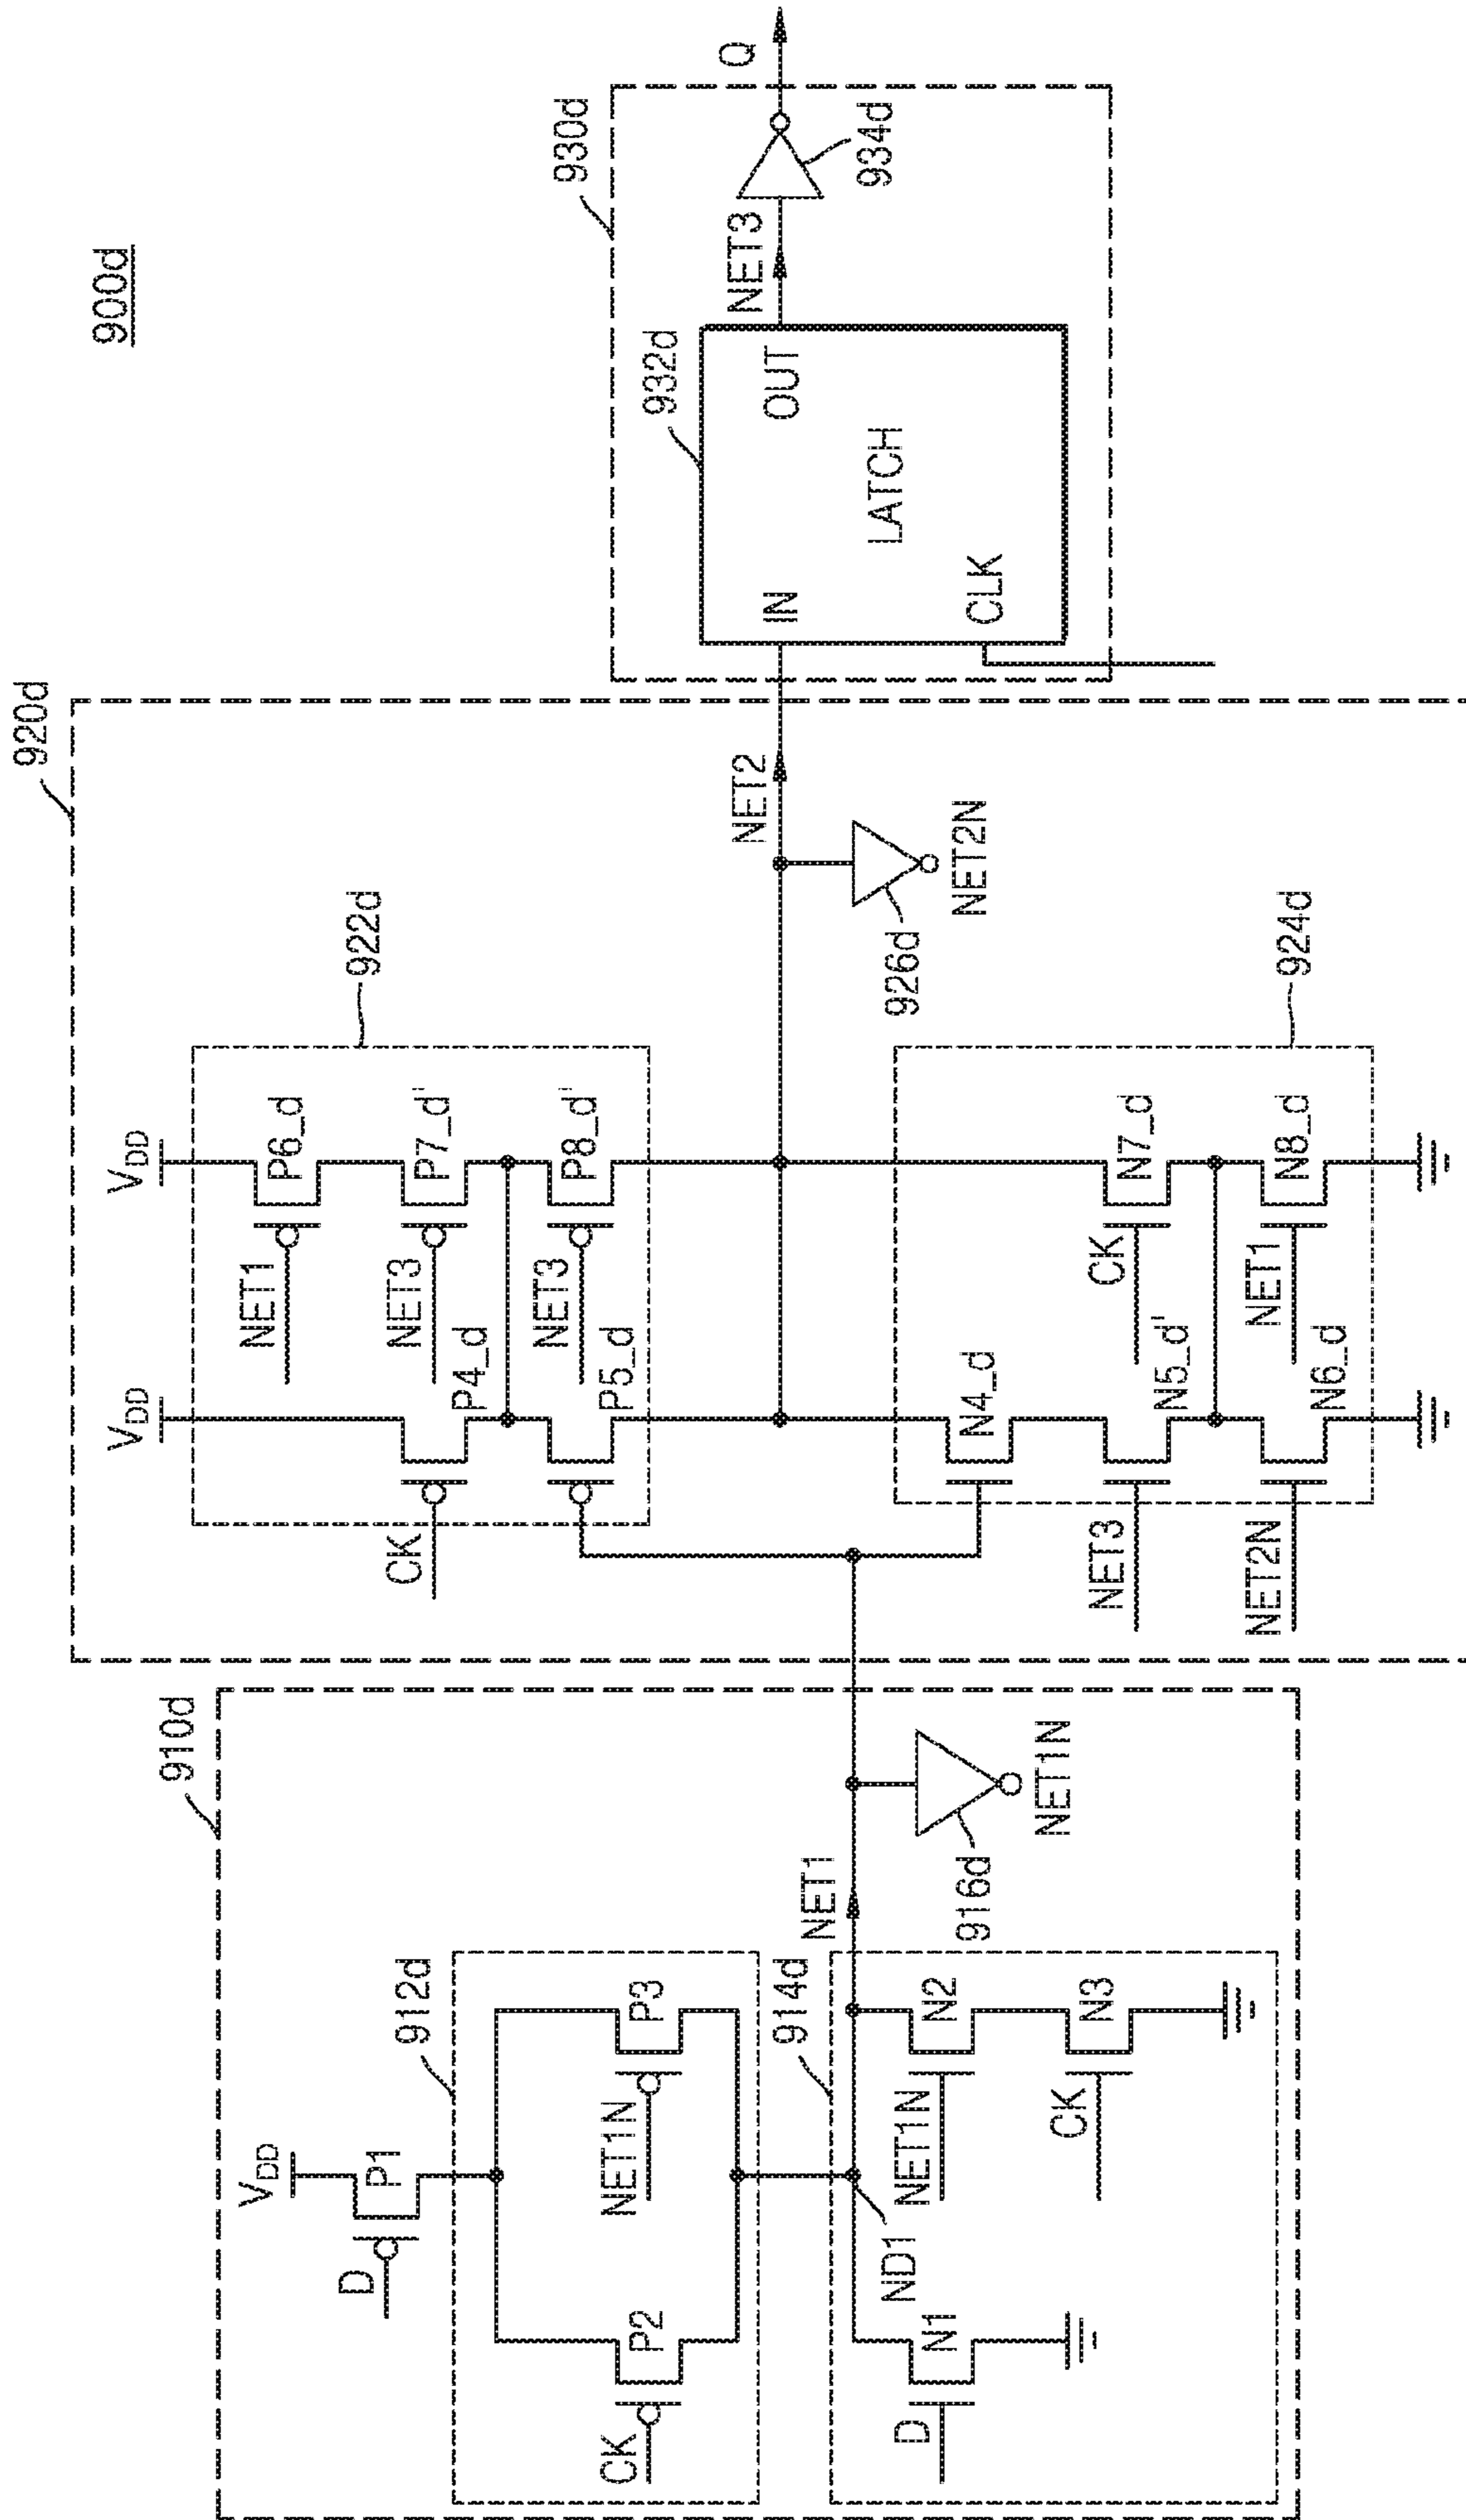 900d
910d
912d
VDD
D
P1
CK
P2
NET1N
P3
914d
ND1
D
N1
NET1N
N2
CK
N3
NET1
916d
NET1N
920d
922d
VDD
VDD
CK
P4_d
P5_d
NET1
P6_d
NET3
P7_d'
NET3
P8_d'
924d
N4_d
NET3
N5_d'
NET2N
N6_d
CK
N7_d
NET1
N8_d
NET2
926d
NET2N
930d
932d
IN
OUT
LATCH
CLK
NET3
934d
Q